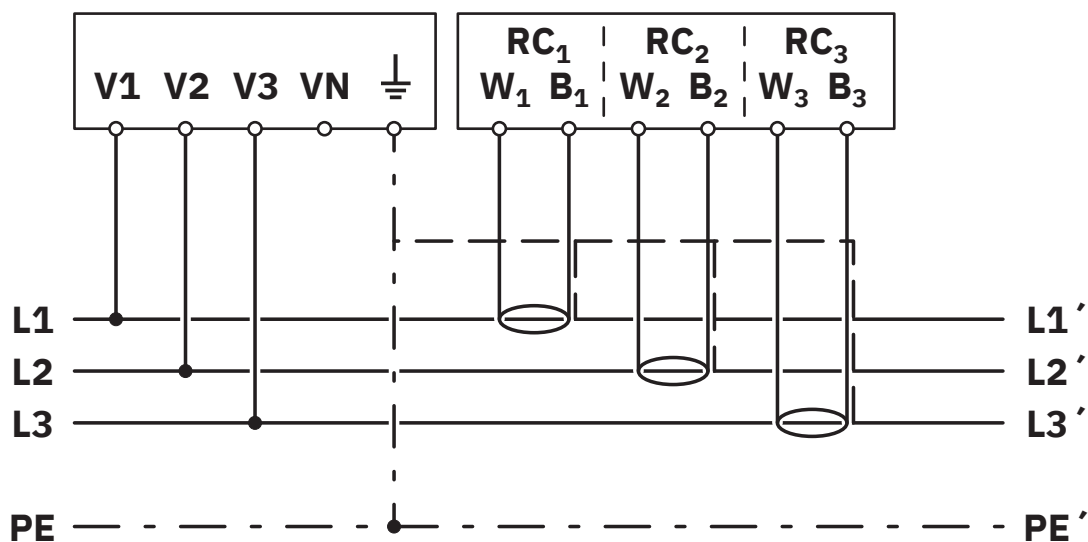 RC₁ RC₂ RC₃
V1 V2 V3 VN W₁ B₁ W₂ B₂ W₃ B₃
L1 L1′
L2 L2′
L3 L3′
PE PE′